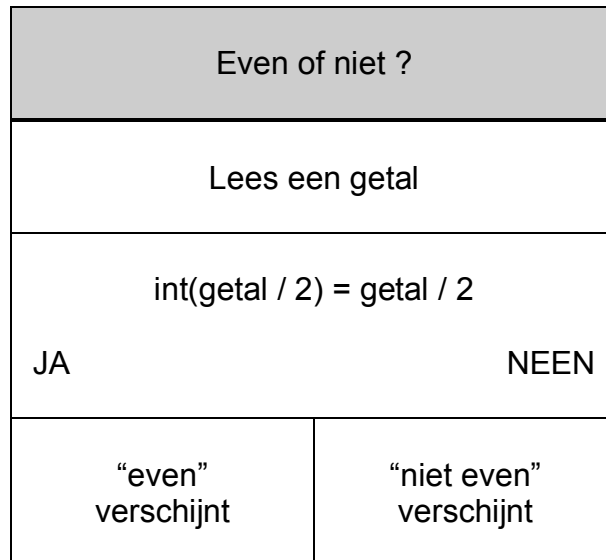 Even of niet ?
Lees een getal
int(getal / 2) = getal / 2
JA
NEEN
“even”
verschijnt
“niet even”
verschijnt